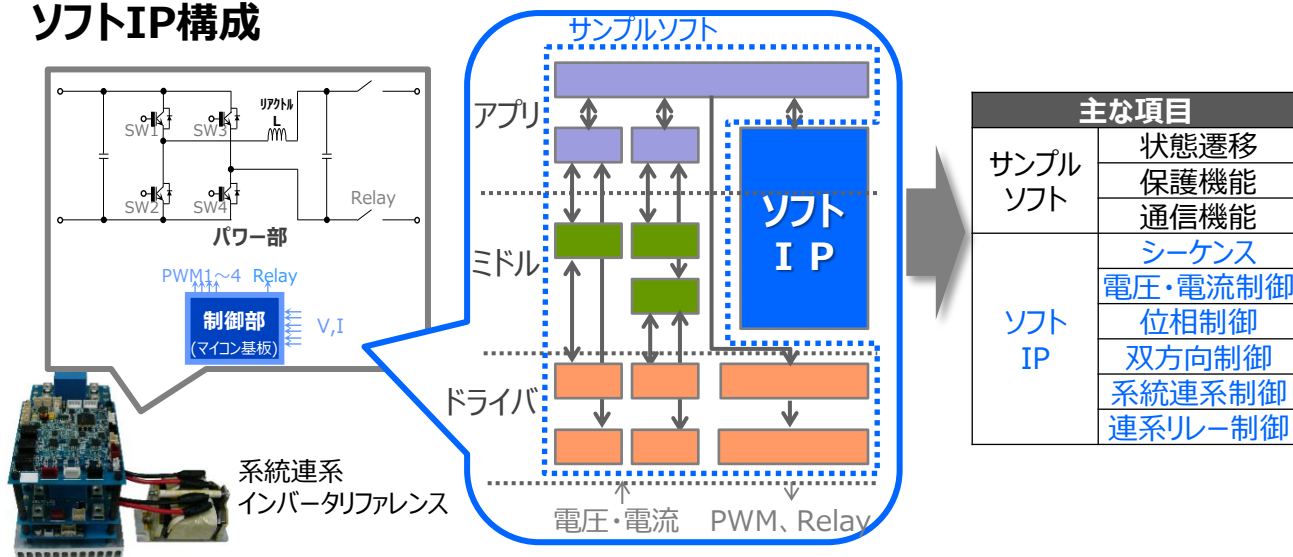 ソフトIP構成
リアクトル
L
SW1
SW3
SW2
SW4
Relay
パワー部
PWM1～4 Relay
制御部
(マイコン基板)
V,I
系統連系
インバータリファレンス
サンプルソフト
アプリ
ミドル
ドライバ
ソフト
ＩＰ
電圧・電流
PWM、Relay
主な項目
サンプル
ソフト
状態遷移
保護機能
通信機能
ソフト
IP
シーケンス
電圧・電流制御
位相制御
双方向制御
系統連系制御
連系リレー制御